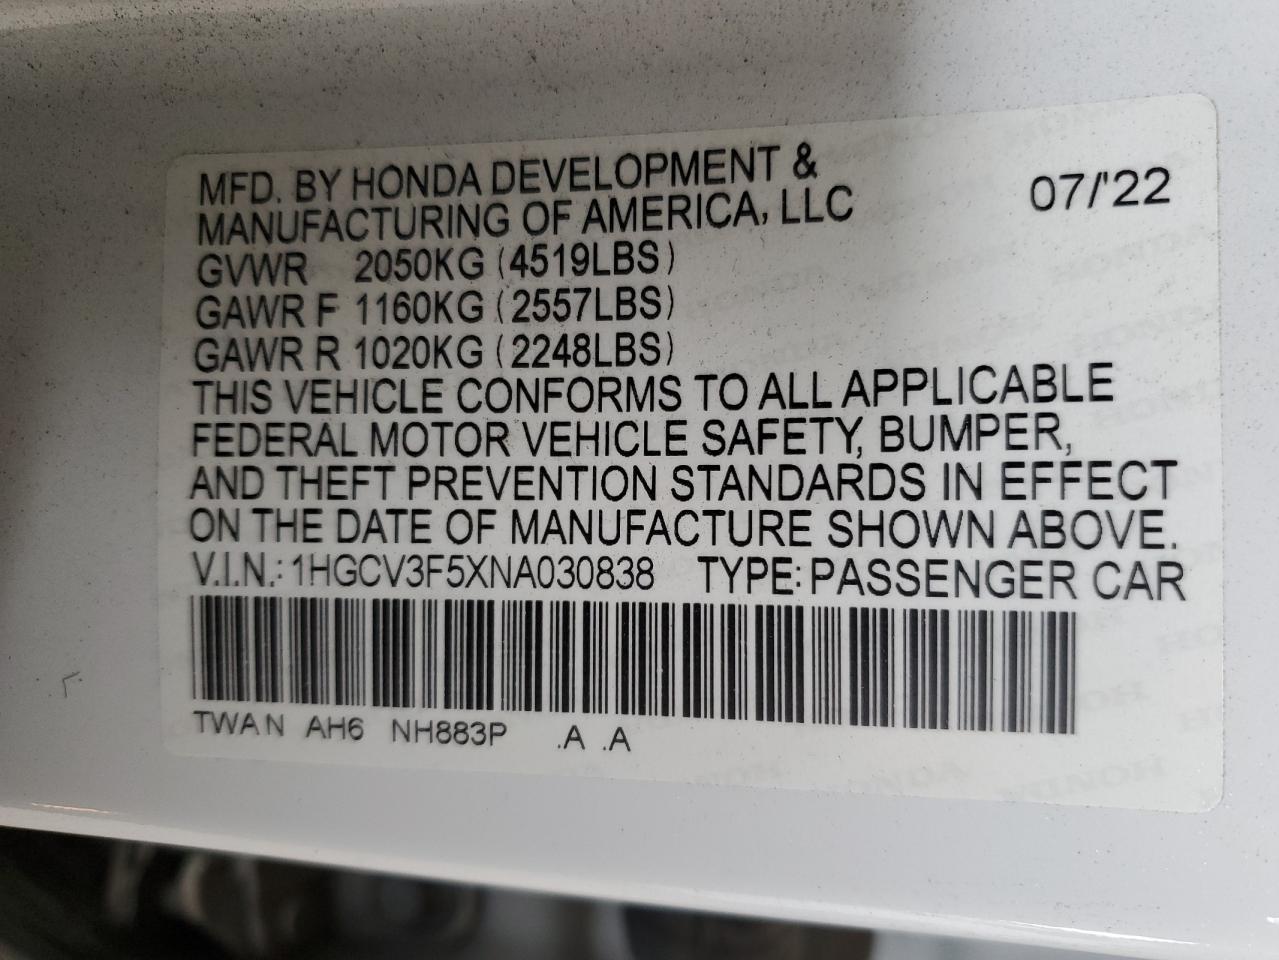 MFD. BY HONDA DEVELOPMENT &
MANUFACTURING OF AMERICA, LLC 07/'22
GVWR 2050KG (4519LBS)
GAWR F 1160KG (2557LBS)
GAWR R 1020KG (2248LBS)
THIS VEHICLE CONFORMS TO ALL APPLICABLE
FEDERAL MOTOR VEHICLE SAFETY, BUMPER,
AND THEFT PREVENTION STANDARDS IN EFFECT
ON THE DATE OF MANUFACTURE SHOWN ABOVE.
V.I.N.: 1HGCV3F5XNA030838 TYPE: PASSENGER CAR
TWAN AH6 NH883P .A .A